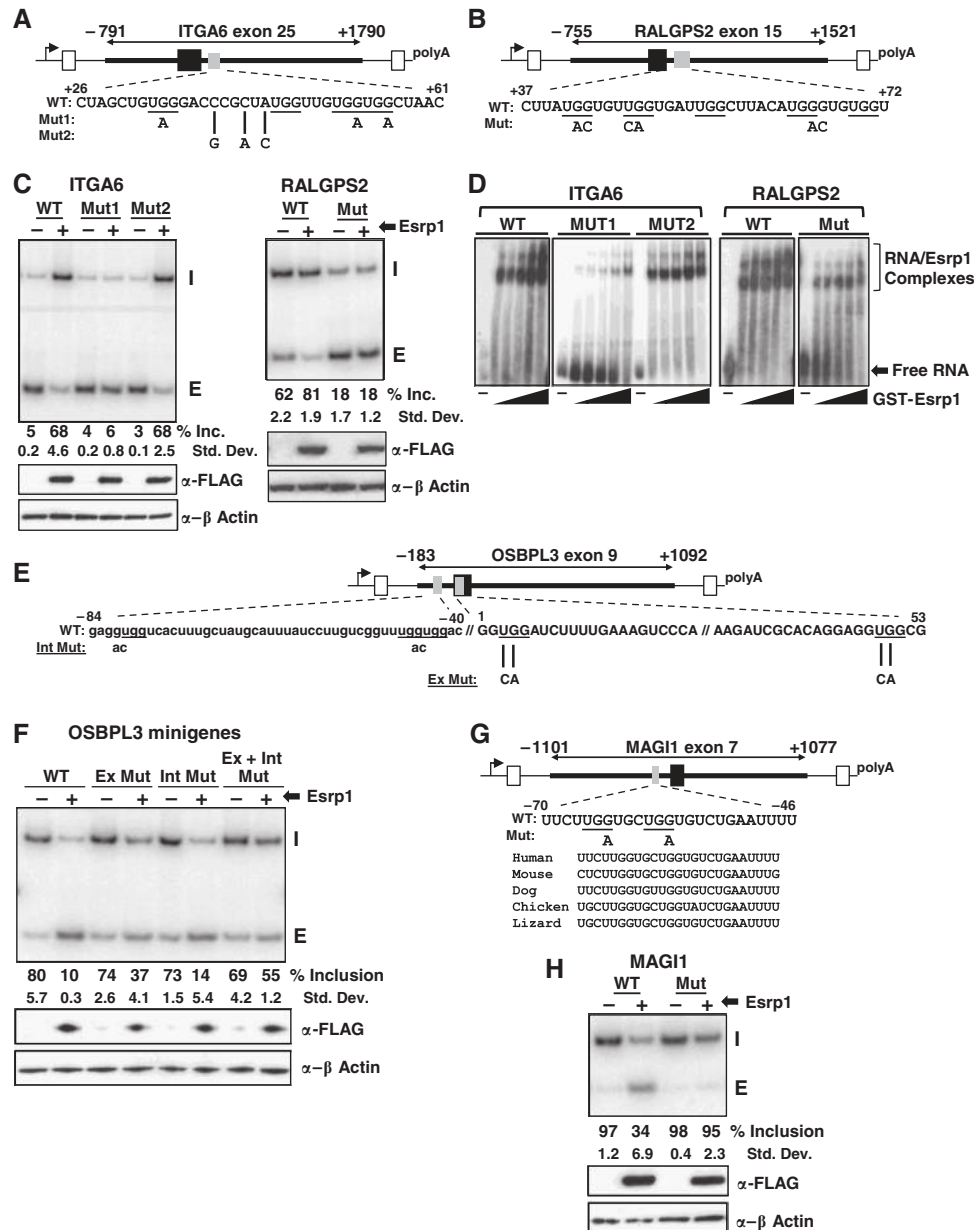 A
−791 ITGA6 exon 25 +1790
polyA
+26 +61
WT: CUAGCUGUGGGACCCGCUAUGGUUGUGGUGGCUAAC
Mut1: A A A
Mut2: G A C
B
−755 RALGPS2 exon 15 +1521
polyA
+37 +72
WT: CUUAUGGUGUUGGUGAUUGGCUUACAUGGGUGUGGU
Mut: AC CA AC
C
ITGA6
WT Mut1 Mut2
− + − + − +
I
E
5 68 4 6 3 68 % Inc.
0.2 4.6 0.2 0.8 0.1 2.5 Std. Dev.
α-FLAG
α−β Actin
RALGPS2
WT Mut
− + − + Esrp1
I
E
62 81 18 18 % Inc.
2.2 1.9 1.7 1.2 Std. Dev.
α-FLAG
α−β Actin
D
ITGA6 RALGPS2
WT MUT1 MUT2 WT Mut
RNA/Esrp1
Complexes
Free RNA
− − − − − GST-Esrp1
E
−183 OSBPL3 exon 9 +1092
polyA
−84 −40 1 53
WT: gagguggucacuuugcuaugcauuuauccuugucgguuuugguggac // GGUGGAUCUUUUGAAAGUCCCA // AAGAUCGCACAGGAGGUGGCG
Int Mut: ac ac
Ex Mut: CA CA
F
OSBPL3 minigenes
WT Ex Mut Int Mut Ex + Int
Mut
− + − + − + − + Esrp1
I
E
80 10 74 37 73 14 69 55 % Inclusion
5.7 0.3 2.6 4.1 1.5 5.4 4.2 1.2 Std. Dev.
α-FLAG
α−β Actin
G
−1101 MAGI1 exon 7 +1077
polyA
−70 −46
WT: UUCUUGGUGCUGGUGUCUGAAUUUU
Mut: A A
Human UUCUUGGUGCUGGUGUCUGAAUUUU
Mouse CUCUUGGUGCUGGUGUCUGAAUUUG
Dog UUCUUGGUGUUGGUGUCUGAAUUUU
Chicken UGCUUGGUGCUGGUAUCUGAAUUUU
Lizard UGCUUGGUGCUGGUGUCUGAAUUUU
H
MAGI1
WT Mut
− + − + Esrp1
I
E
97 34 98 95 % Inclusion
1.2 6.9 0.4 2.3 Std. Dev.
α-FLAG
α−β Actin